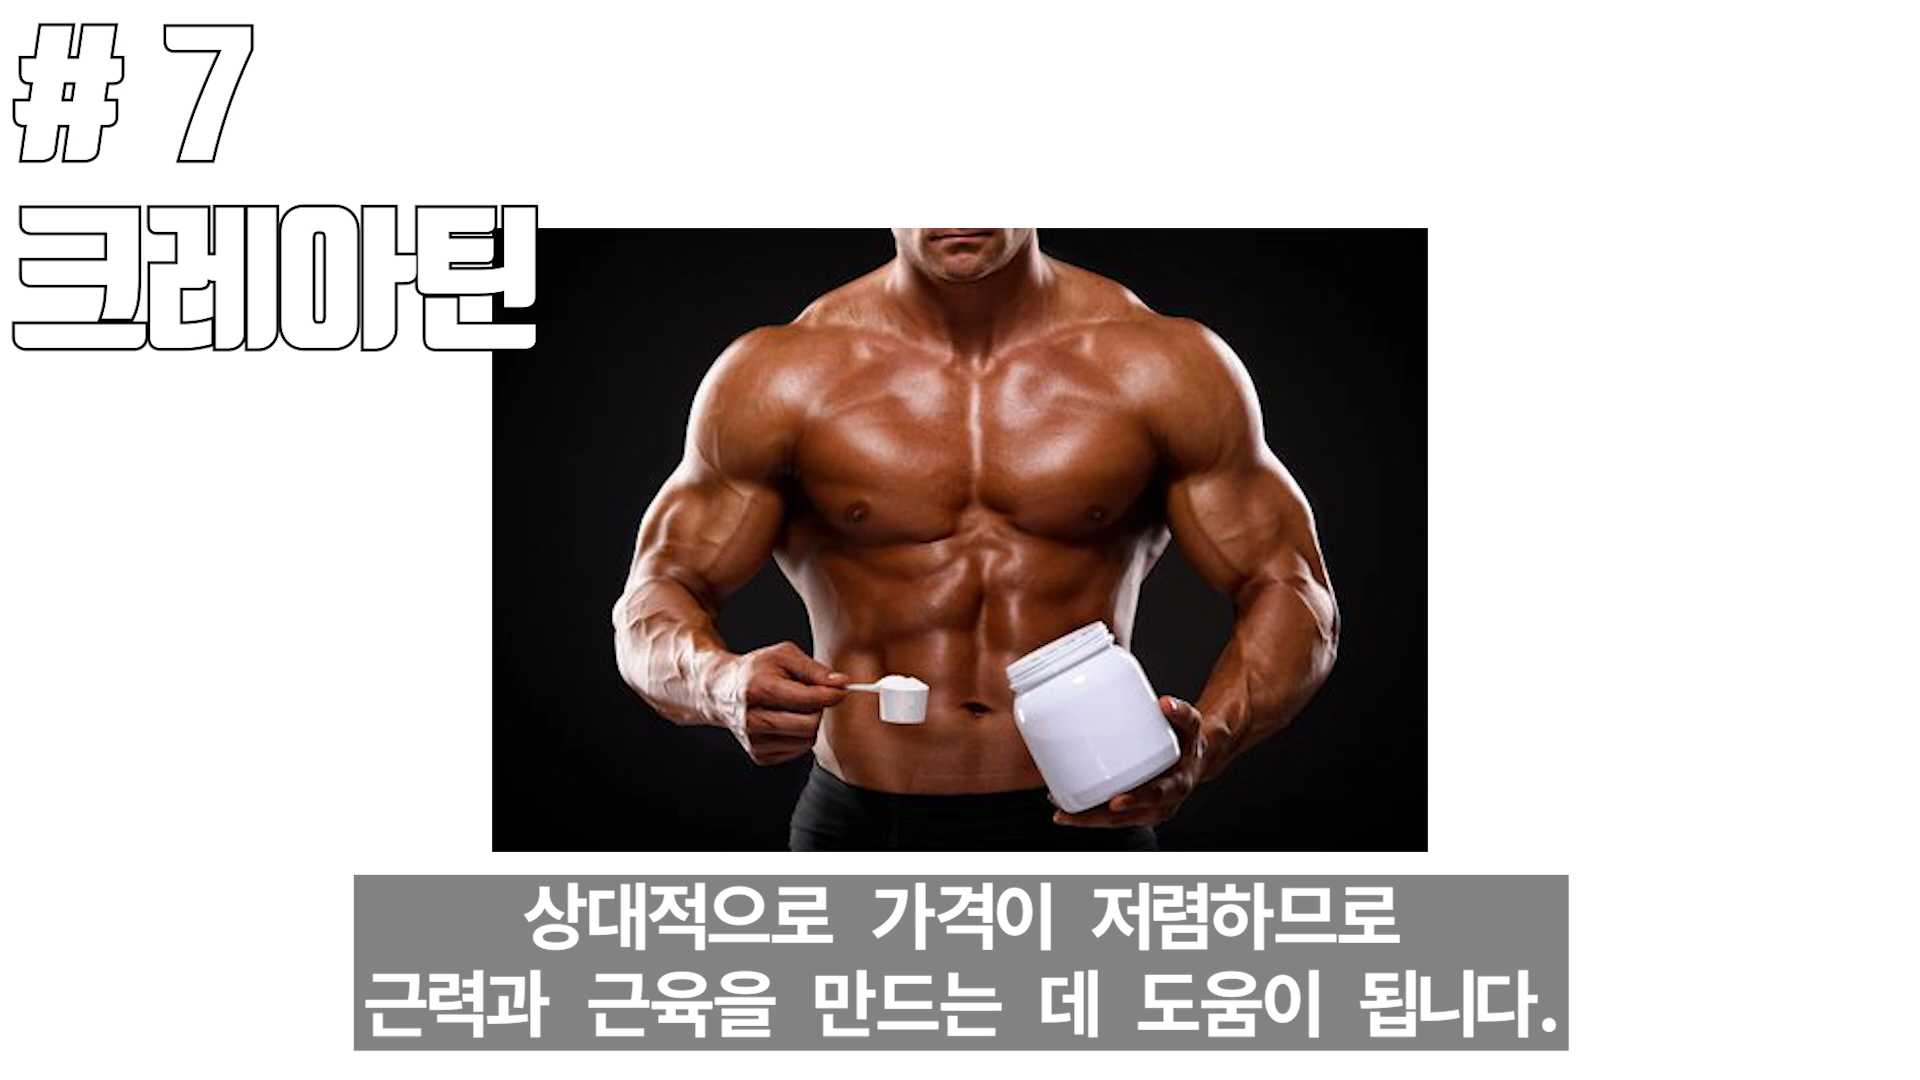 # 7
크레아틴
상대적으로 가격이 저렴하므로
근력과 근육을 만드는 데 도움이 됩니다.